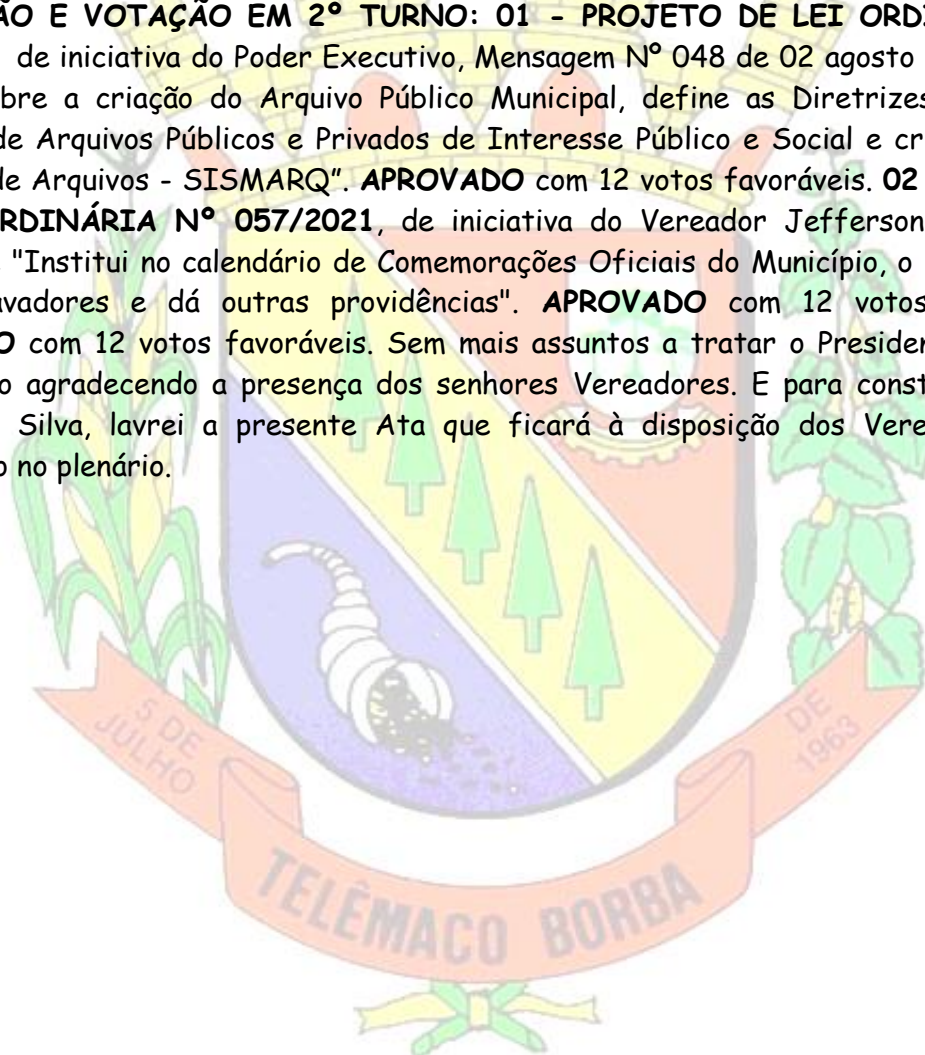 ÃO E VOTAÇÃO EM 2º TURNO: 01 - PROJETO DE LEI ORD
de iniciativa do Poder Executivo, Mensagem Nº 048 de 02 agosto
bre a criação do Arquivo Público Municipal, define as Diretrizes
de Arquivos Públicos e Privados de Interesse Público e Social e cr
de Arquivos - SISMARQ”. APROVADO com 12 votos favoráveis. 02
RDINÁRIA Nº 057/2021, de iniciativa do Vereador Jefferson
"Institui no calendário de Comemorações Oficiais do Município, o
avadores e dá outras providências". APROVADO com 12 votos
O com 12 votos favoráveis. Sem mais assuntos a tratar o Presiden
o agradecendo a presença dos senhores Vereadores. E para const
Silva, lavrei a presente Ata que ficará à disposição dos Vere
o no plenário.
5 DE JULHO
DE 1963
TELÊMACO BORBA